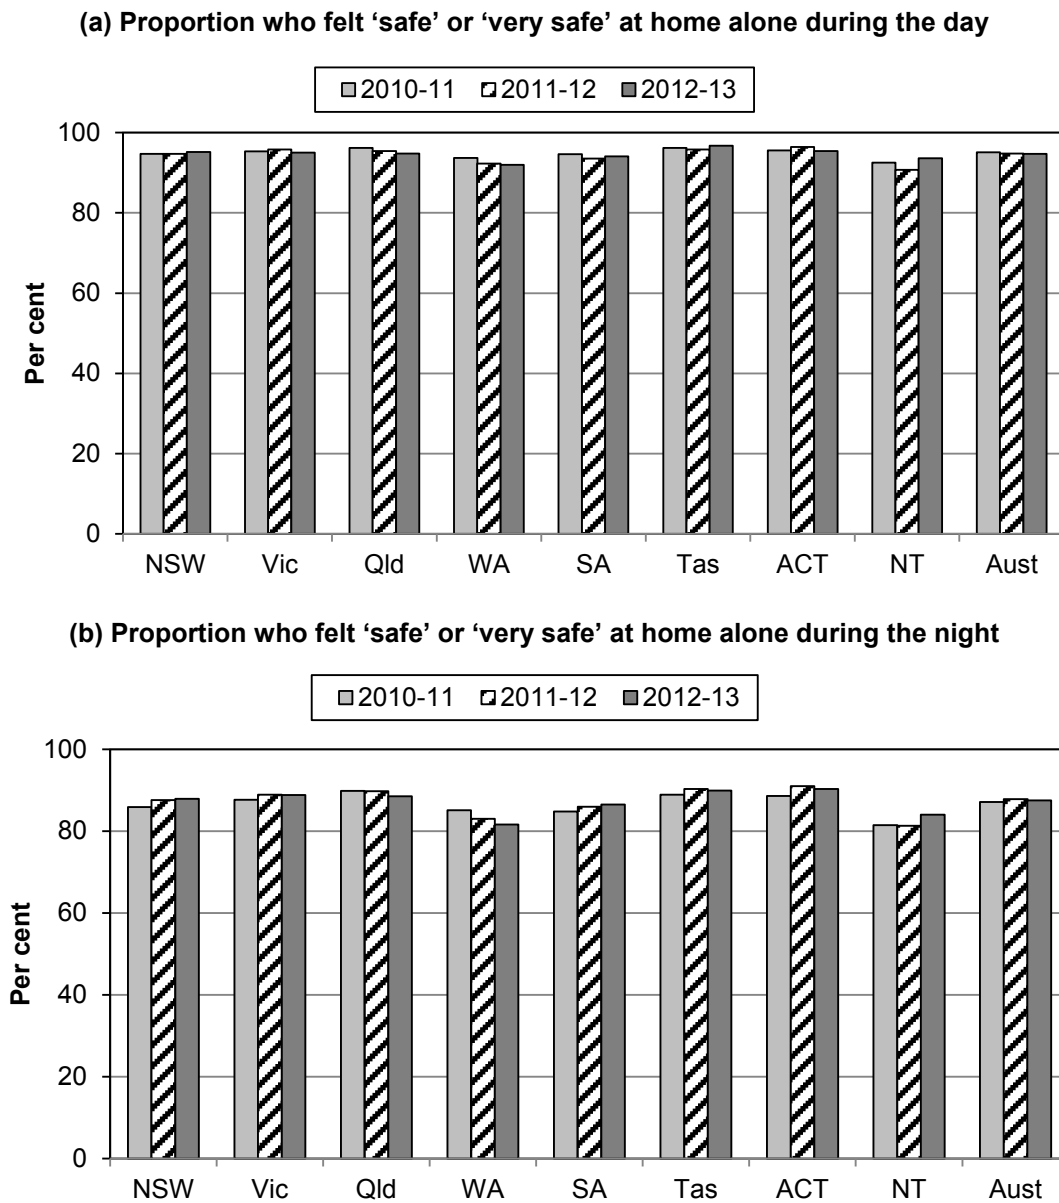 (a) Proportion who felt ‘safe’ or ‘very safe’ at home alone during the day
2010-11 2011-12 2012-13
100
80
60
40
20
0
Per cent
NSW Vic Qld WA SA Tas ACT NT Aust
(b) Proportion who felt ‘safe’ or ‘very safe’ at home alone during the night
2010-11 2011-12 2012-13
100
80
60
40
20
0
Per cent
NSW Vic Qld WA SA Tas ACT NT Aust